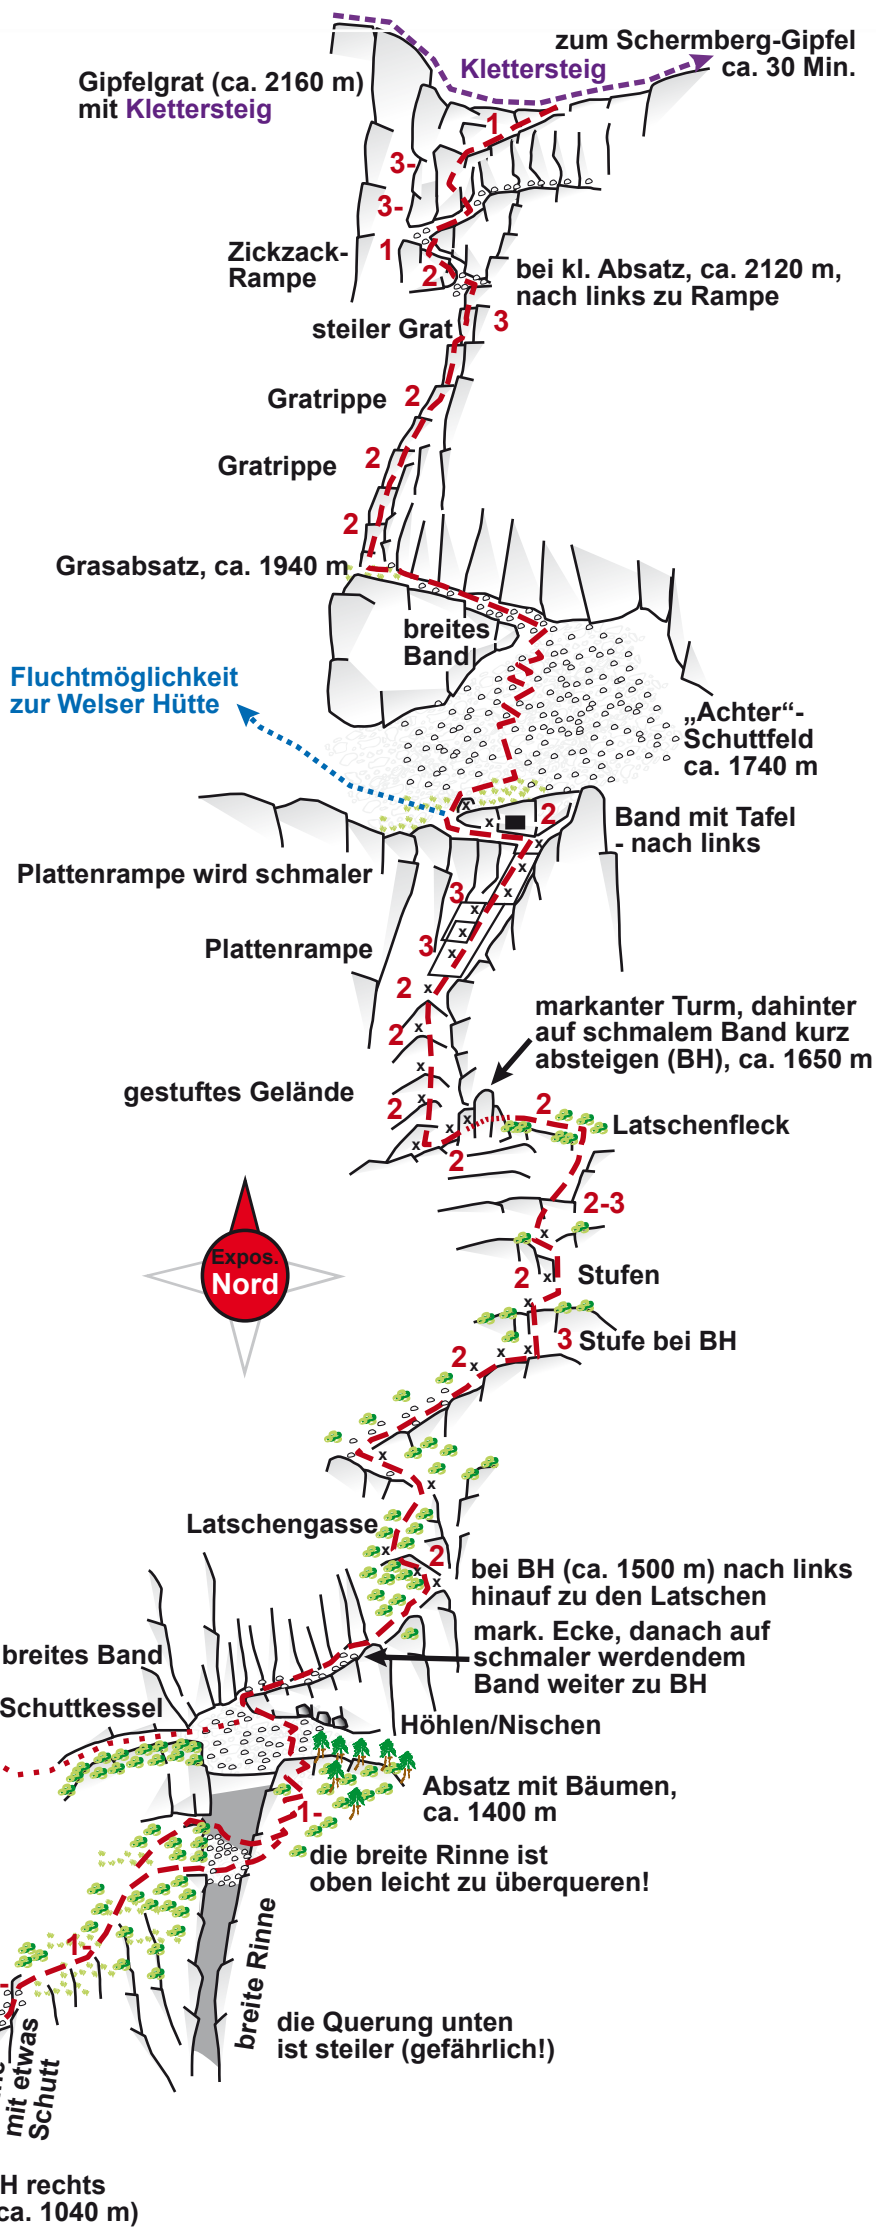 zum Schermberg-Gipfel
ca. 30 Min.
Klettersteig
Gipfelgrat (ca. 2160 m)
mit Klettersteig
1
3-
3-
1
Zickzack-
Rampe
2
bei kl. Absatz, ca. 2120 m,
nach links zu Rampe
steiler Grat
3
Gratrippe
2
Gratrippe
2
2
Grasabsatz, ca. 1940 m
breites
Band
Fluchtmöglichkeit
zur Welser Hütte
„Achter“-
Schuttfeld
ca. 1740 m
x
x
2
x
Band mit Tafel
- nach links
Plattenrampe wird schmaler
x
x
3
x
x
Plattenrampe
3
x
2
x
markanter Turm, dahinter
auf schmalem Band kurz
absteigen (BH), ca. 1650 m
2
x
x
gestuftes Gelände
2
x
x
x
x
2
2
Latschenfleck
2-3
x
Expos.
Nord
2
x
Stufen
x
3
Stufe bei BH
2
x
x
x
x
x
Latschengasse
x
2
x
x
bei BH (ca. 1500 m) nach links
hinauf zu den Latschen
mark. Ecke, danach auf
schmaler werdendem
Band weiter zu BH
breites Band
Schuttkessel
Höhlen/Nischen
Absatz mit Bäumen,
ca. 1400 m
1-
die breite Rinne ist
oben leicht zu überqueren!
1-
breite Rinne
die Querung unten
ist steiler (gefährlich!)
mit etwas
Schutt
H rechts
ca. 1040 m)